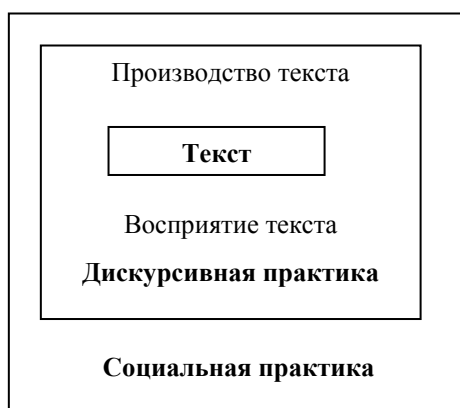 Производство текста
Текст
Восприятие текста
Дискурсивная практика
Социальная практика